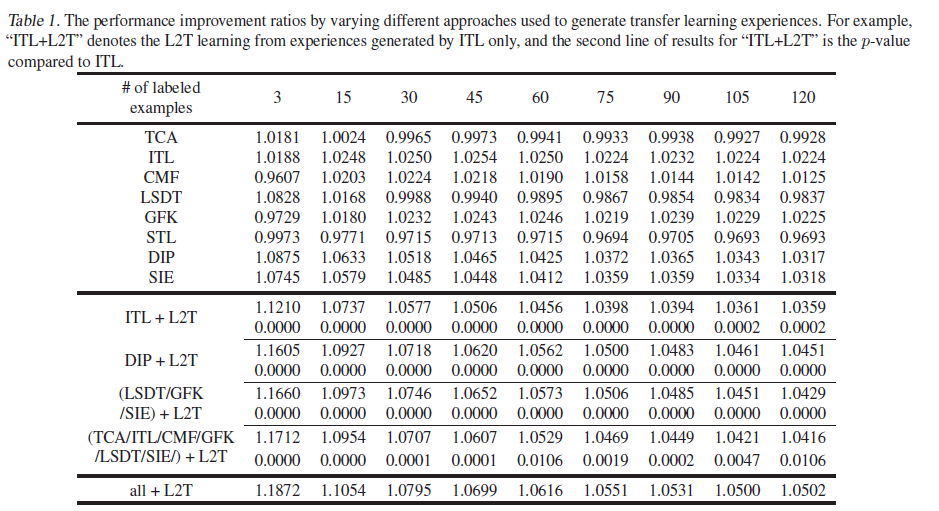 Table 1. The performance improvement ratios by varying different approaches used to generate transfer learning experiences. For example,
“ITL+L2T” denotes the L2T learning from experiences generated by ITL only, and the second line of results for “ITL+L2T” is the p-value
compared to ITL.
# of labeled
examples 3 15 30 45 60 75 90 105 120
TCA 1.0181 1.0024 0.9965 0.9973 0.9941 0.9933 0.9938 0.9927 0.9928
ITL 1.0188 1.0248 1.0250 1.0254 1.0250 1.0224 1.0232 1.0224 1.0224
CMF 0.9607 1.0203 1.0224 1.0218 1.0190 1.0158 1.0144 1.0142 1.0125
LSDT 1.0828 1.0168 0.9988 0.9940 0.9895 0.9867 0.9854 0.9834 0.9837
GFK 0.9729 1.0180 1.0232 1.0243 1.0246 1.0219 1.0239 1.0229 1.0225
STL 0.9973 0.9771 0.9715 0.9713 0.9715 0.9694 0.9705 0.9693 0.9693
DIP 1.0875 1.0633 1.0518 1.0465 1.0425 1.0372 1.0365 1.0343 1.0317
SIE 1.0745 1.0579 1.0485 1.0448 1.0412 1.0359 1.0359 1.0334 1.0318
ITL + L2T 1.1210 1.0737 1.0577 1.0506 1.0456 1.0398 1.0394 1.0361 1.0359
0.0000 0.0000 0.0000 0.0000 0.0000 0.0000 0.0000 0.0002 0.0002
DIP + L2T 1.1605 1.0927 1.0718 1.0620 1.0562 1.0500 1.0483 1.0461 1.0451
0.0000 0.0000 0.0000 0.0000 0.0000 0.0000 0.0000 0.0000 0.0000
(LSDT/GFK 1.1660 1.0973 1.0746 1.0652 1.0573 1.0506 1.0485 1.0451 1.0429
/SIE) + L2T 0.0000 0.0000 0.0000 0.0000 0.0000 0.0000 0.0000 0.0000 0.0000
(TCA/ITL/CMF/GFK 1.1712 1.0954 1.0707 1.0607 1.0529 1.0469 1.0449 1.0421 1.0416
/LSDT/SIE/) + L2T 0.0000 0.0000 0.0001 0.0001 0.0106 0.0019 0.0002 0.0047 0.0106
all + L2T 1.1872 1.1054 1.0795 1.0699 1.0616 1.0551 1.0531 1.0500 1.0502